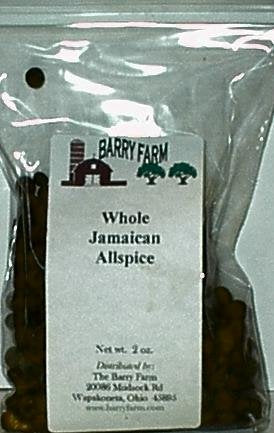 BARRY FARM
Whole
Jamaican
Allspice
Net wt. 2 oz.
Distributed by:
The Barry Farm
20086 Mudsock Rd
Wapakoneta, Ohio 45895
www.barryfarm.com